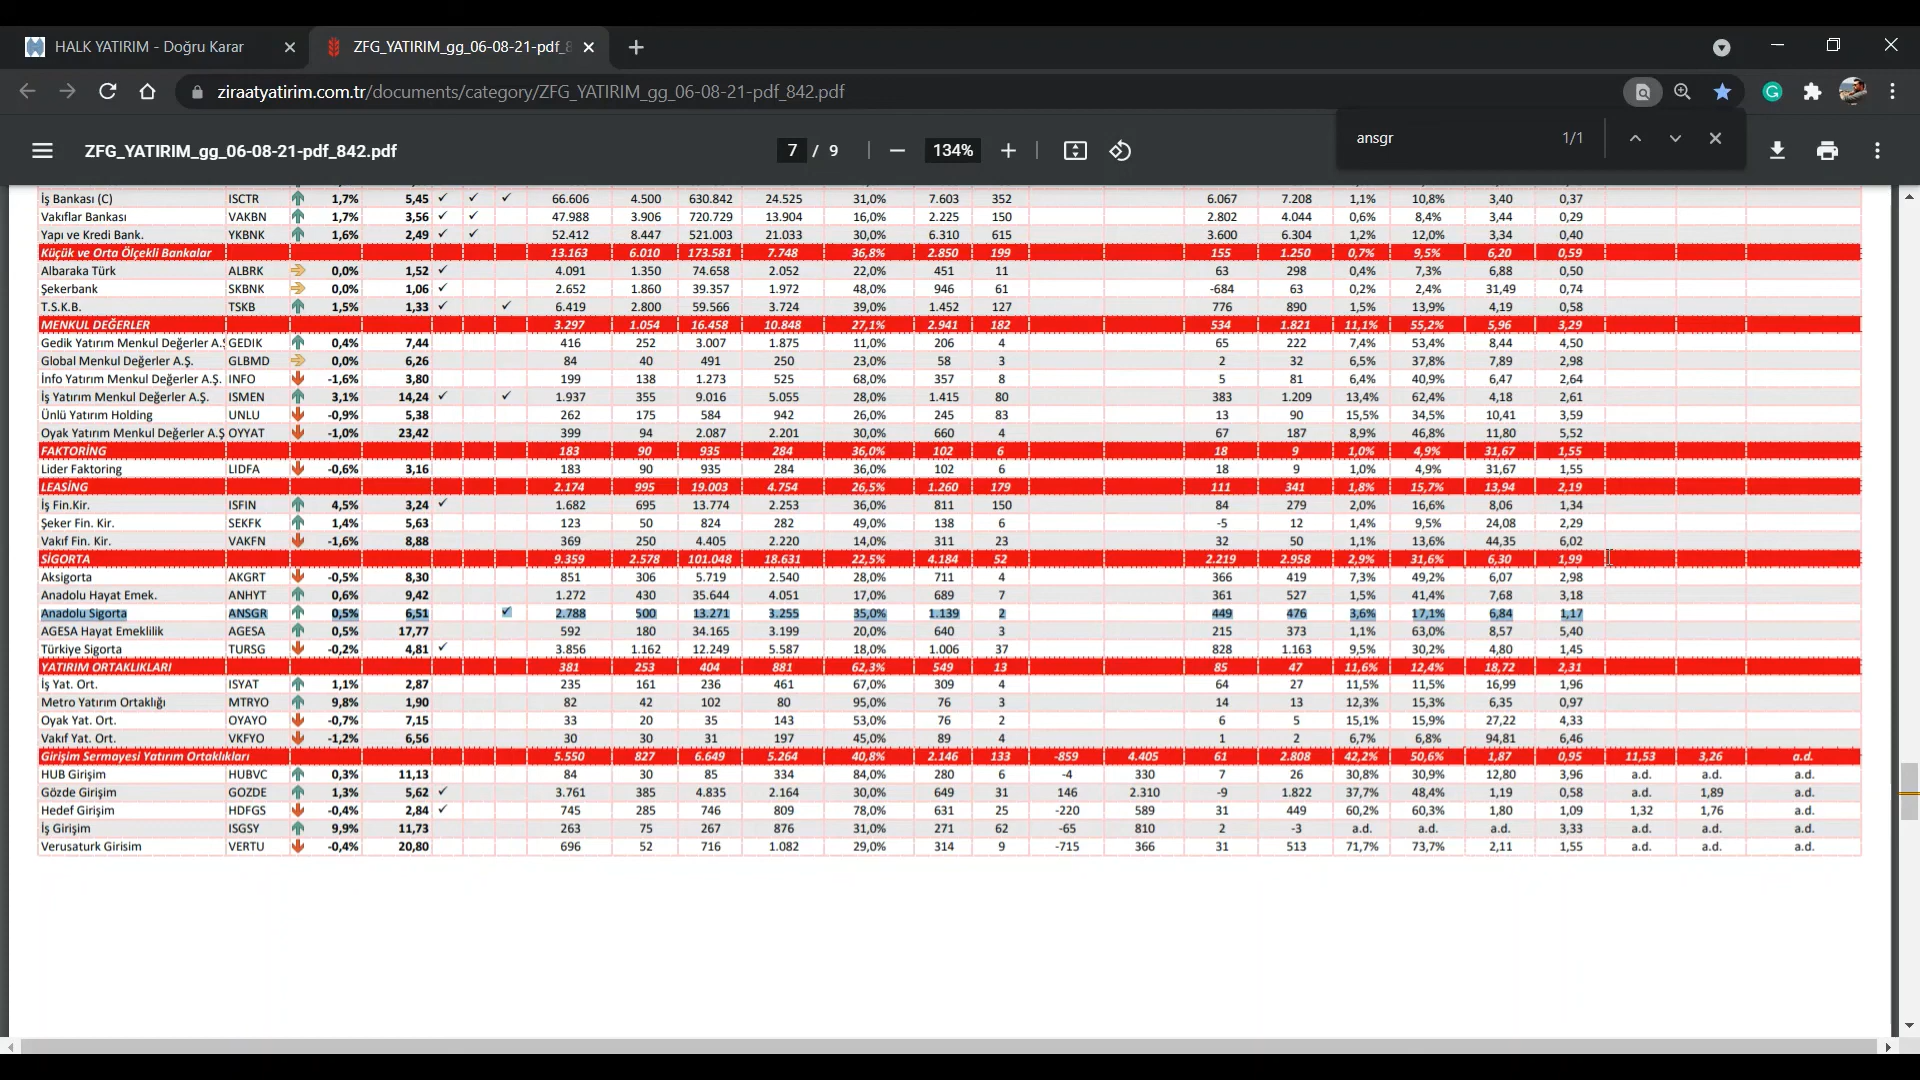 HALK YATIRIM - Doğru Karar
ZFG_YATIRIM_gg_06-08-21-pdf_8
ziraatyatirim.com.tr/documents/category/ZFG_YATIRIM_gg_06-08-21-pdf_842.pdf
ansgr 1/1
ZFG_YATIRIM_gg_06-08-21-pdf_842.pdf 7 / 9 134%
İş Bankası (C) ISCTR 1,7% 5,45 ✓ ✓ ✓ 66.606 4.500 630.842 24.525 31,0% 7.603 352 6.067 7.208 1,1% 10,8% 3,40 0,37
Vakıflar Bankası VAKBN 1,7% 3,56 ✓ ✓ 47.988 3.906 720.729 13.904 16,0% 2.225 150 2.802 4.044 0,6% 8,4% 3,44 0,29
Yapı ve Kredi Bank. YKBNK 1,6% 2,49 ✓ ✓ 52.412 8.447 521.003 21.033 30,0% 6.310 615 3.600 6.304 1,2% 12,0% 3,34 0,40
Küçük ve Orta Ölçekli Bankalar 13.163 6.010 173.581 7.748 36,8% 2.850 199 155 1.250 0,7% 9,5% 6,20 0,59
Albaraka Türk ALBRK 0,0% 1,52 ✓ 4.091 1.350 74.658 2.052 22,0% 451 11 63 298 0,4% 7,3% 6,88 0,50
Şekerbank SKBNK 0,0% 1,06 ✓ 2.652 1.860 39.357 1.972 48,0% 946 61 -684 63 0,2% 2,4% 31,49 0,74
T.S.K.B. TSKB 1,5% 1,33 ✓ ✓ 6.419 2.800 59.566 3.724 39,0% 1.452 127 776 890 1,5% 13,9% 4,19 0,58
MENKUL DEĞERLER 3.297 1.054 16.458 10.848 27,1% 2.941 182 534 1.821 11,1% 55,2% 5,96 3,29
Gedik Yatırım Menkul Değerler A.Ş GEDIK 0,4% 7,44 416 252 3.007 1.875 11,0% 206 4 65 222 7,4% 53,4% 8,44 4,50
Global Menkul Değerler A.Ş. GLBMD 0,0% 6,26 84 40 491 250 23,0% 58 3 2 32 6,5% 37,8% 7,89 2,98
İnfo Yatırım Menkul Değerler A.Ş. INFO -1,6% 3,80 199 138 1.273 525 68,0% 357 8 5 81 6,4% 40,9% 6,47 2,64
İş Yatırım Menkul Değerler A.Ş. ISMEN 3,1% 14,24 ✓ ✓ 1.937 355 9.016 5.055 28,0% 1.415 80 383 1.209 13,4% 62,4% 4,18 2,61
Ünlü Yatırım Holding UNLU -0,9% 5,38 262 175 584 942 26,0% 245 83 13 90 15,5% 34,5% 10,41 3,59
Oyak Yatırım Menkul Değerler A.Ş OYYAT -1,0% 23,42 399 94 2.087 2.201 30,0% 660 4 67 187 8,9% 46,8% 11,80 5,52
FAKTORİNG 183 90 935 284 36,0% 102 6 18 9 1,0% 4,9% 31,67 1,55
Lider Faktoring LIDFA -0,6% 3,16 183 90 935 284 36,0% 102 6 18 9 1,0% 4,9% 31,67 1,55
LEASİNG 2.174 995 19.003 4.754 26,5% 1.260 179 111 341 1,8% 15,7% 13,94 2,19
İş Fin.Kir. ISFIN 4,5% 3,24 ✓ 1.682 695 13.774 2.253 36,0% 811 150 84 279 2,0% 16,6% 8,06 1,34
Şeker Fin. Kir. SEKFK 1,4% 5,63 123 50 824 282 49,0% 138 6 -5 12 1,4% 9,5% 24,08 2,29
Vakıf Fin. Kir. VAKFN -1,6% 8,88 369 250 4.405 2.220 14,0% 311 23 32 50 1,1% 13,6% 44,35 6,02
SİGORTA 9.359 2.578 101.048 18.631 22,5% 4.184 52 2.219 2.958 2,9% 31,6% 6,30 1,99
Aksigorta AKGRT -0,5% 8,30 851 306 5.719 2.540 28,0% 711 4 366 419 7,3% 49,2% 6,07 2,98
Anadolu Hayat Emek. ANHYT 0,6% 9,42 1.272 430 35.644 4.051 17,0% 689 7 361 527 1,5% 41,4% 7,68 3,18
Anadolu Sigorta ANSGR 0,5% 6,51 ✓ 2.788 500 13.271 3.255 35,0% 1.139 2 449 476 3,6% 17,1% 6,84 1,17
AGESA Hayat Emeklilik AGESA 0,5% 17,77 592 180 34.165 3.199 20,0% 640 3 215 373 1,1% 63,0% 8,57 5,40
Türkiye Sigorta TURSG -0,2% 4,81 ✓ 3.856 1.162 12.249 5.587 18,0% 1.006 37 828 1.163 9,5% 30,2% 4,80 1,45
YATIRIM ORTAKLIKLARI 381 253 404 881 62,3% 549 13 85 47 11,6% 12,4% 18,72 2,31
İş Yat. Ort. ISYAT 1,1% 2,87 235 161 236 461 67,0% 309 4 64 27 11,5% 11,5% 16,99 1,96
Metro Yatırım Ortaklığı MTRYO 9,8% 1,90 82 42 102 80 95,0% 76 3 14 13 12,3% 15,3% 6,35 0,97
Oyak Yat. Ort. OYAYO -0,7% 7,15 33 20 35 143 53,0% 76 2 6 5 15,1% 15,9% 27,22 4,33
Vakıf Yat. Ort. VKFYO -1,2% 6,56 30 30 31 197 45,0% 89 4 1 2 6,7% 6,8% 94,81 6,46
Girişim Sermayesi Yatırım Ortaklıkları 5.550 827 6.649 5.264 40,8% 2.146 133 -859 4.405 61 2.808 42,2% 50,6% 1,87 0,95 11,53 3,26 a.d.
HUB Girişim HUBVC 0,3% 11,13 84 30 85 334 84,0% 280 6 -4 330 7 26 30,8% 30,9% 12,80 3,96 a.d. a.d. a.d.
Gözde Girişim GOZDE 1,3% 5,62 ✓ 3.761 385 4.835 2.164 30,0% 649 31 146 2.310 -9 1.822 37,7% 48,4% 1,19 0,58 a.d. 1,89 a.d.
Hedef Girişim HDFGS -0,4% 2,84 ✓ 745 285 746 809 78,0% 631 25 -220 589 31 449 60,2% 60,3% 1,80 1,09 1,32 1,76 a.d.
İş Girişim ISGSY 9,9% 11,73 263 75 267 876 31,0% 271 62 -65 810 2 -3 a.d. a.d. a.d. 3,33 a.d. a.d. a.d.
Verusaturk Girisim VERTU -0,4% 20,80 696 52 716 1.082 29,0% 314 9 -715 366 31 513 71,7% 73,7% 2,11 1,55 a.d. a.d. a.d.